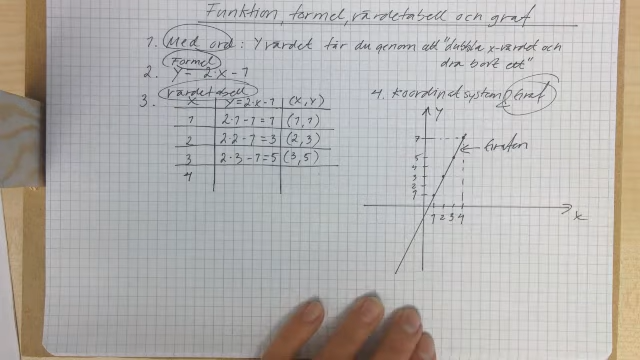 Funktion, formel, värdetabell och graf
1. Med ord: Y värdet får du genom att "dubbla x-värdet och
dra bort ett"
Formel
2. Y = 2·X - 1
värdetabell
3.
X Y=2·X-1 (X,Y)
1 2·1-1=1 (1,1)
2 2·2-1=3 (2,3)
3 2·3-1=5 (3,5)
4
4. Koordinatsystem Graf
Y
7
5
4
3
2
1
Grafen
1 2 3 4
X